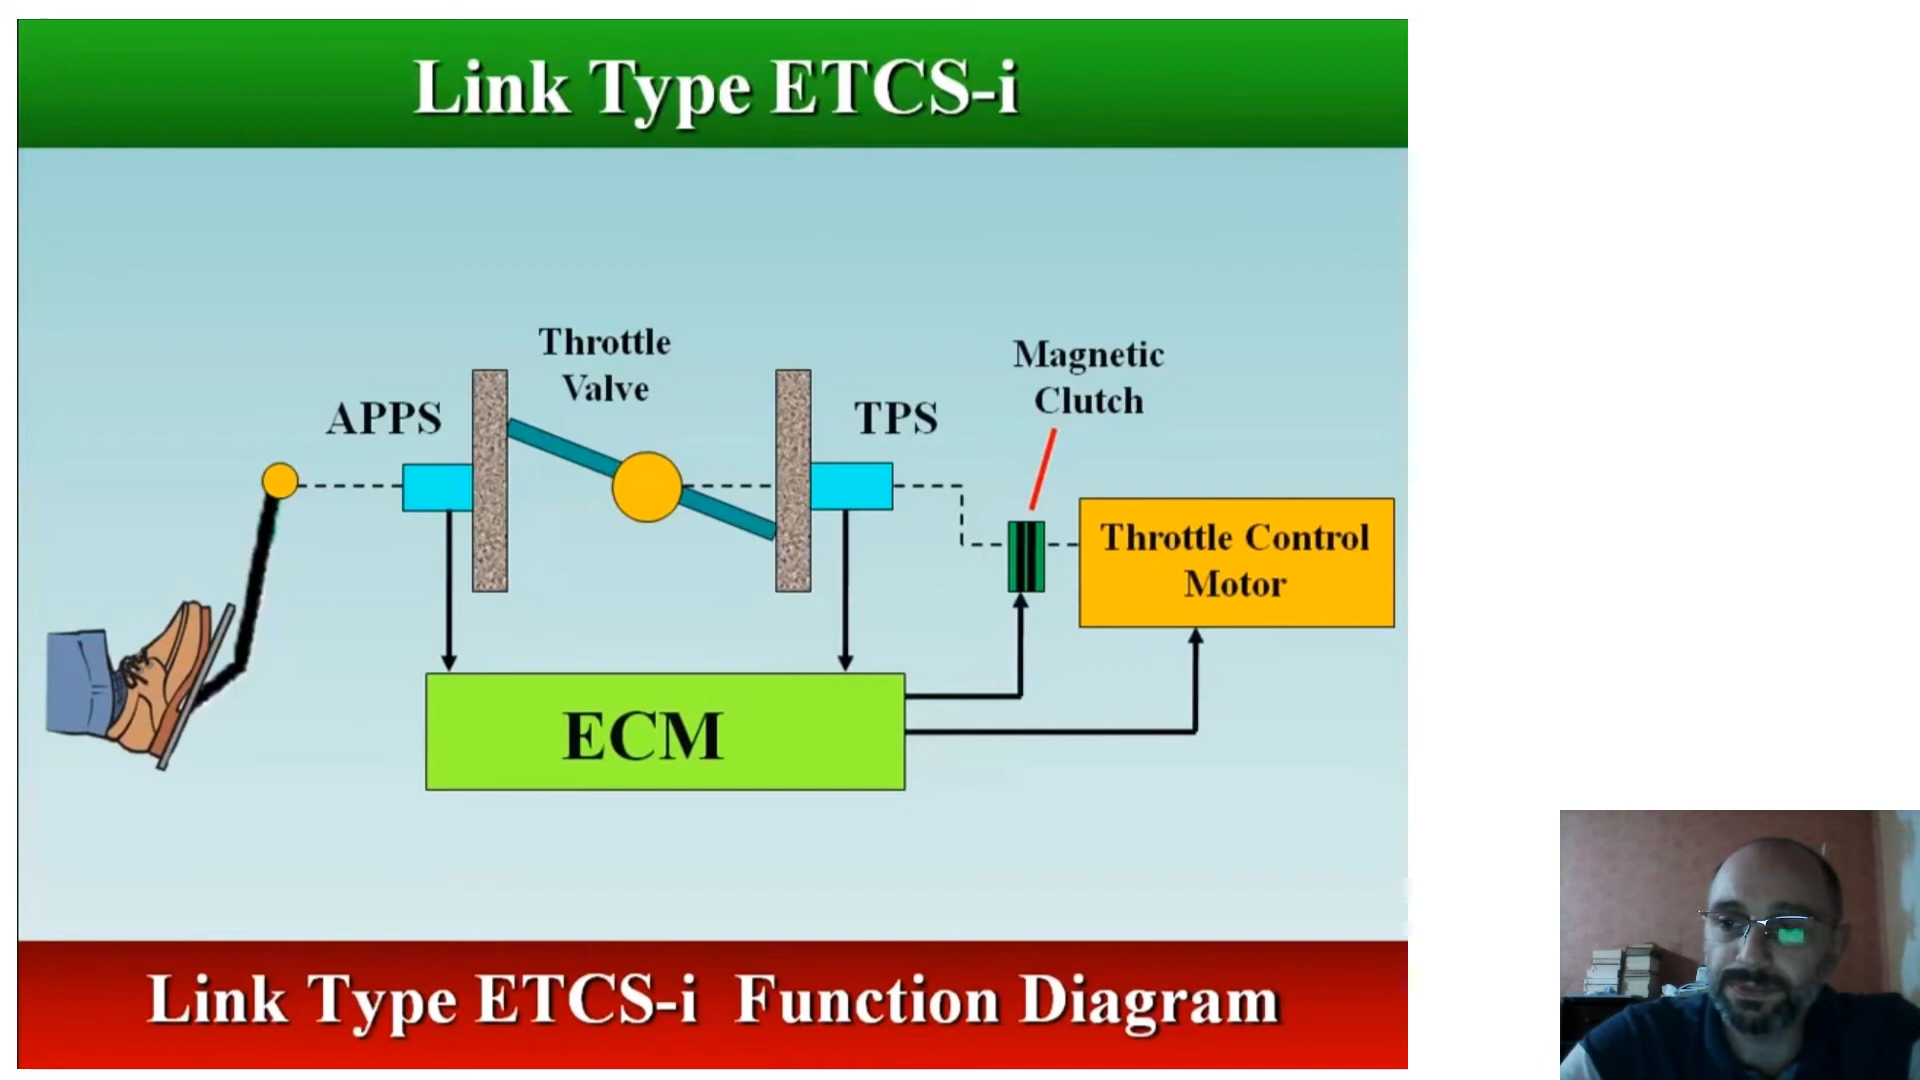 Link Type ETCS-i
Throttle
Valve
Magnetic
Clutch
APPS
TPS
Throttle Control
Motor
ECM
Link Type ETCS-i Function Diagram